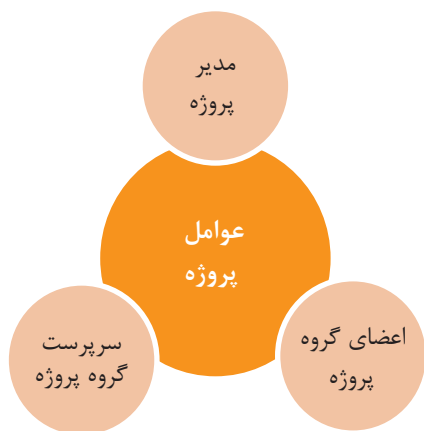 مدیر
پروژه
عوامل
پروژه
اعضای گروه
پروژه
سرپرست
گروه پروژه